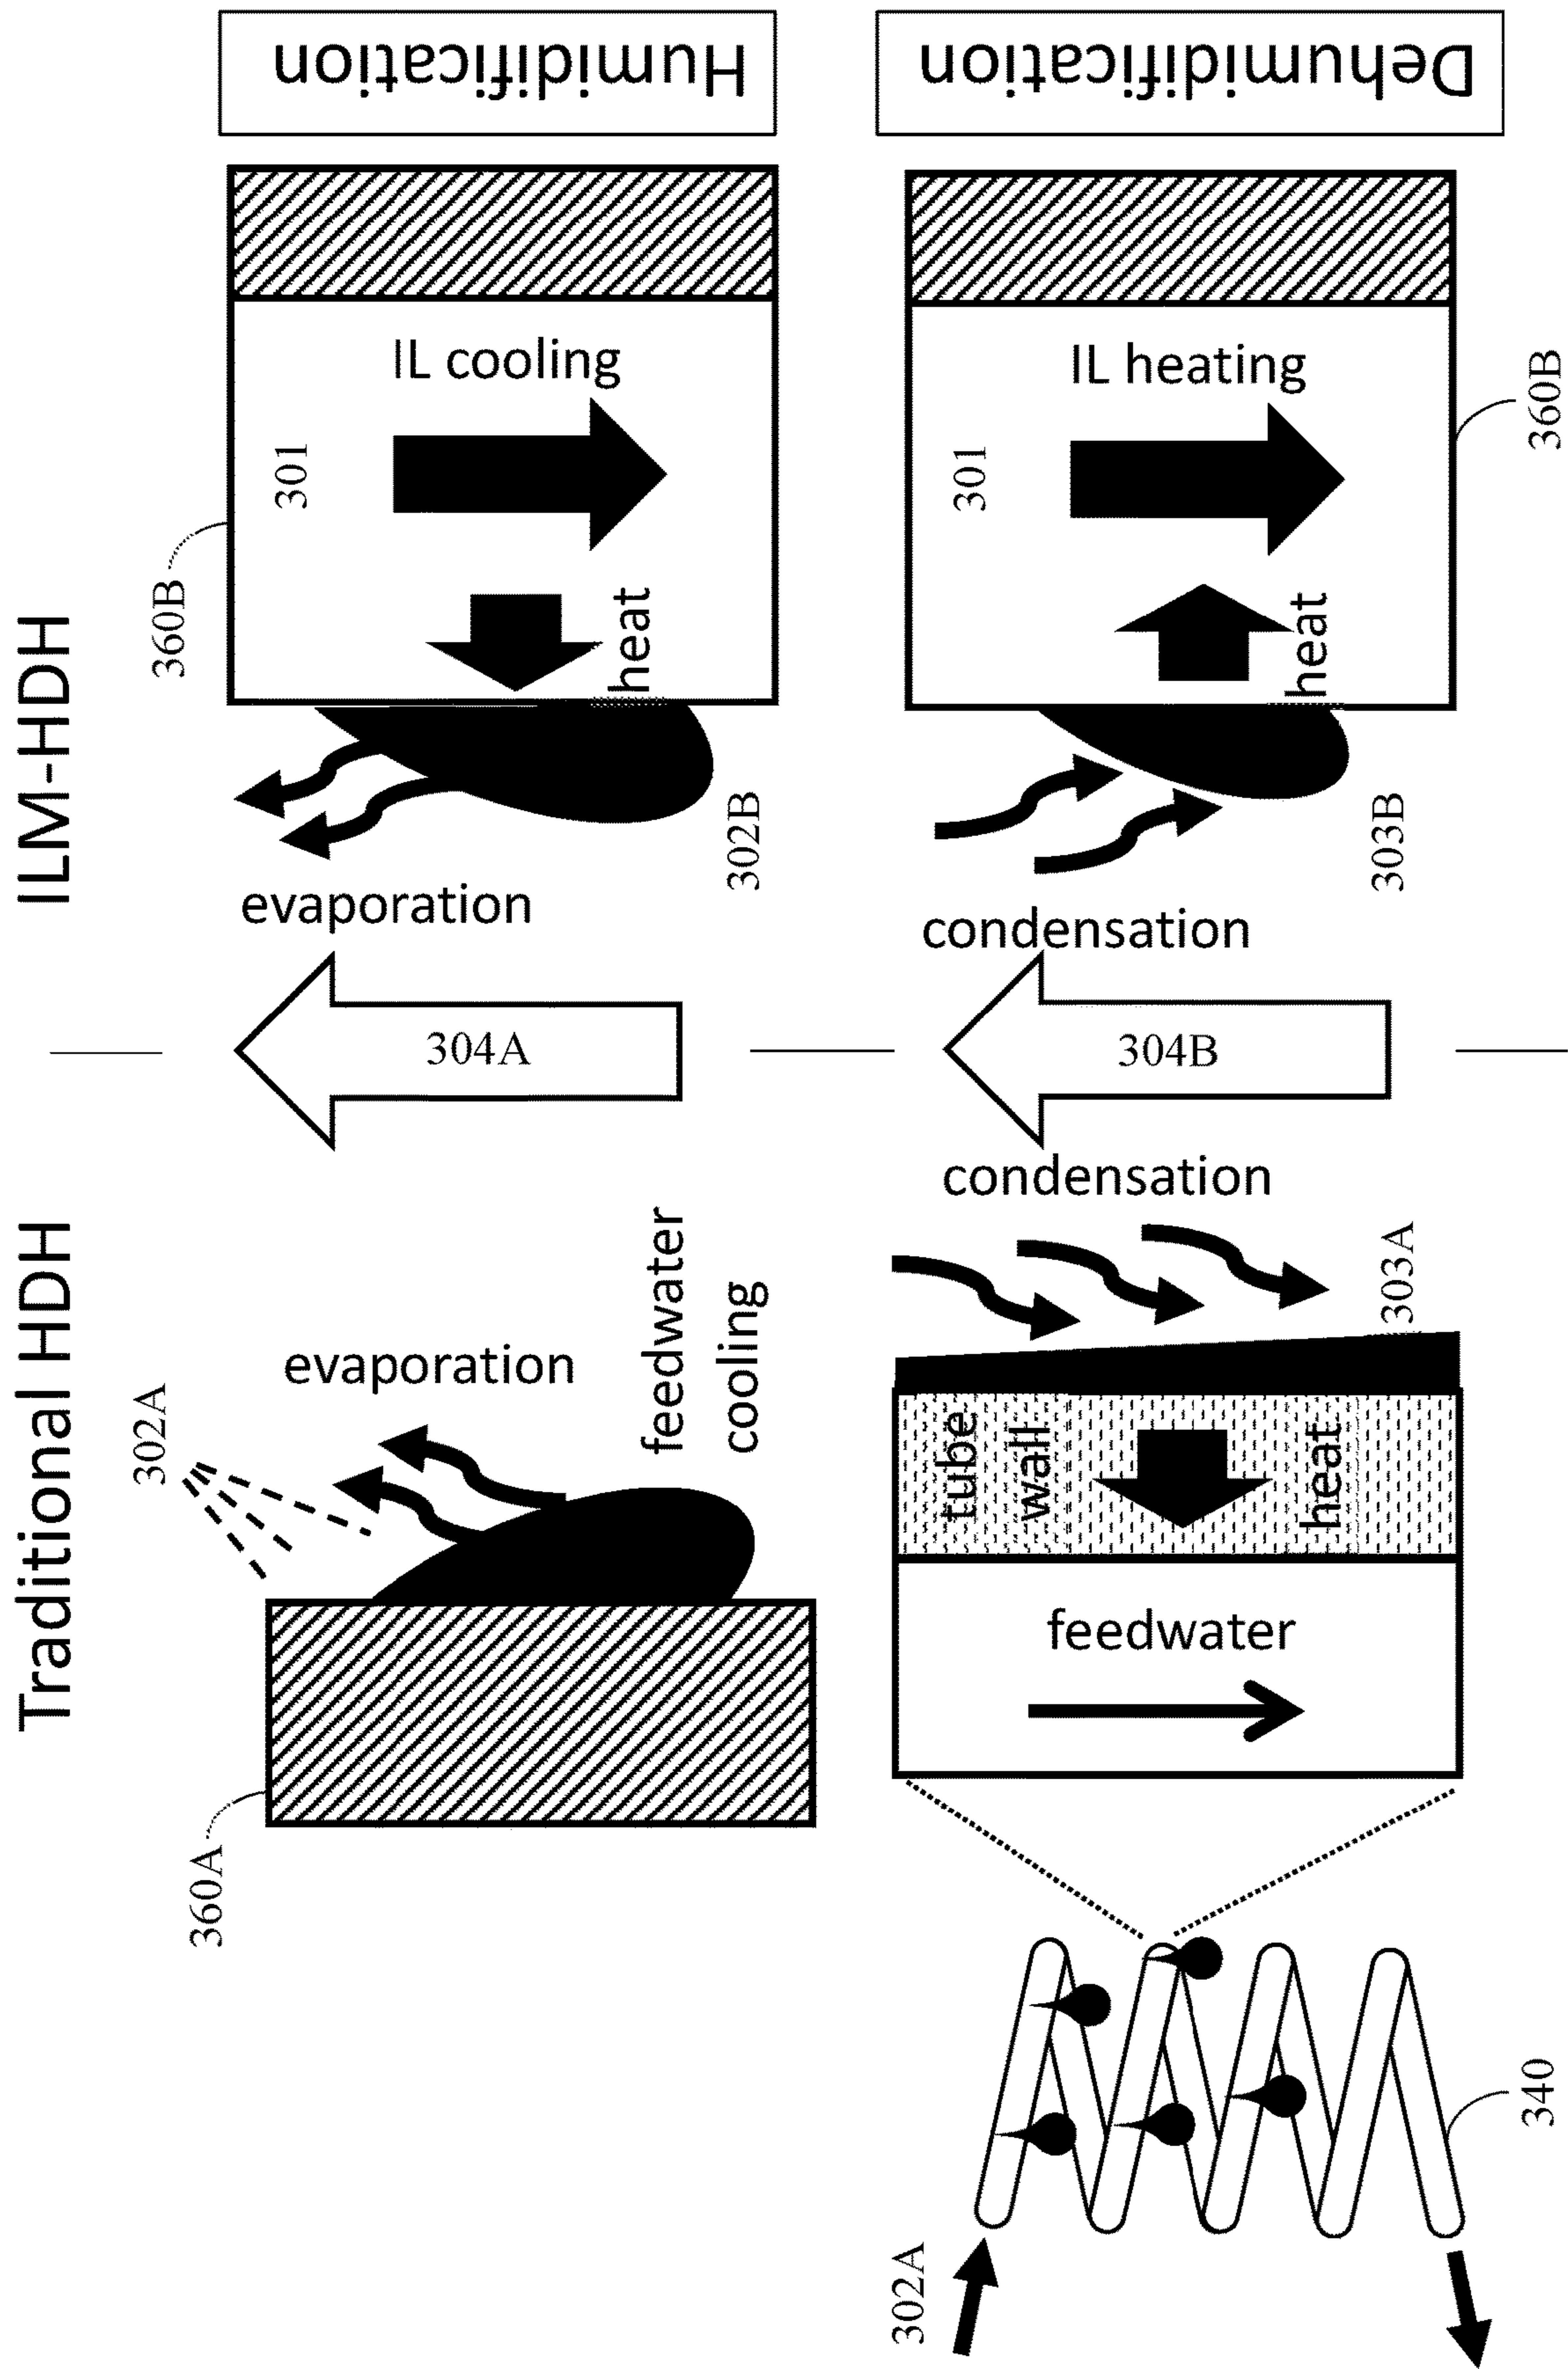 Traditional HDH
ILM-HDH
Humidification
Dehumidification
360A
302A
evaporation
feedwater
cooling
304A
evaporation
302B
360B
heat
301
IL cooling
302A
340
feedwater
tube
wall
heat
condensation
303A
304B
condensation
303B
heat
301
IL heating
360B